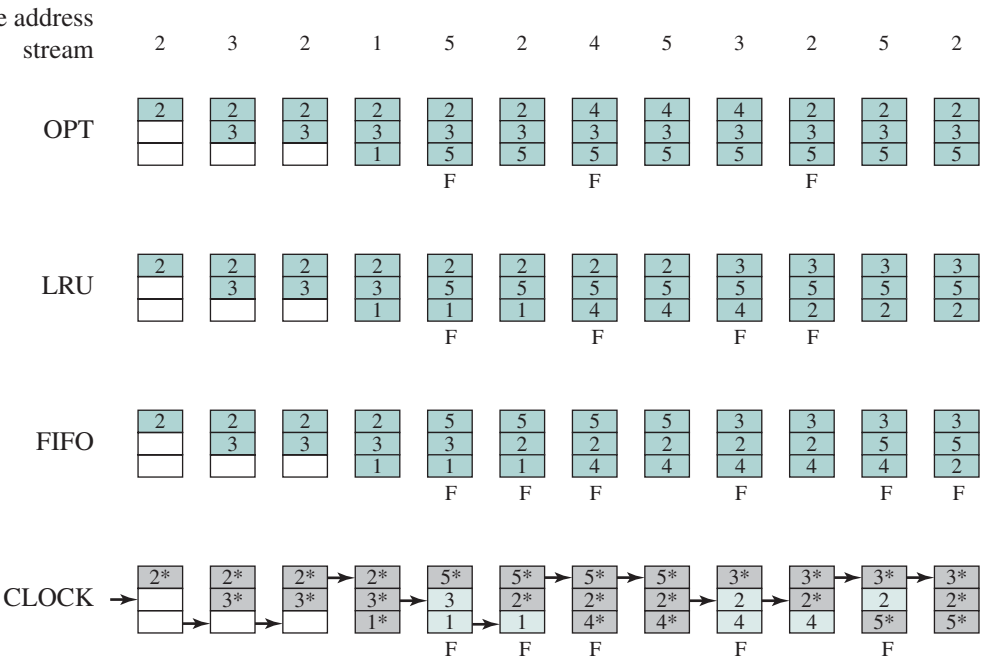 e address
stream 2 3 2 1 5 2 4 5 3 2 5 2
2 2 2 2 2 2 4 4 4 2 2 2
OPT 3 3 3 3 3 3 3 3 3 3 3
1 5 5 5 5 5 5 5 5
F F F
2 2 2 2 2 2 2 2 3 3 3 3
LRU 3 3 3 5 5 5 5 5 5 5 5
1 1 1 4 4 4 2 2 2
F F F F
2 2 2 2 5 5 5 5 3 3 3 3
FIFO 3 3 3 3 2 2 2 2 2 5 5
1 1 1 4 4 4 4 4 2
F F F F F F
2* 2* 2* 2* 5* 5* 5* 5* 3* 3* 3* 3*
CLOCK 3* 3* 3* 3 2* 2* 2* 2 2* 2 2*
1* 1 1 4* 4* 4 4 5* 5*
F F F F F